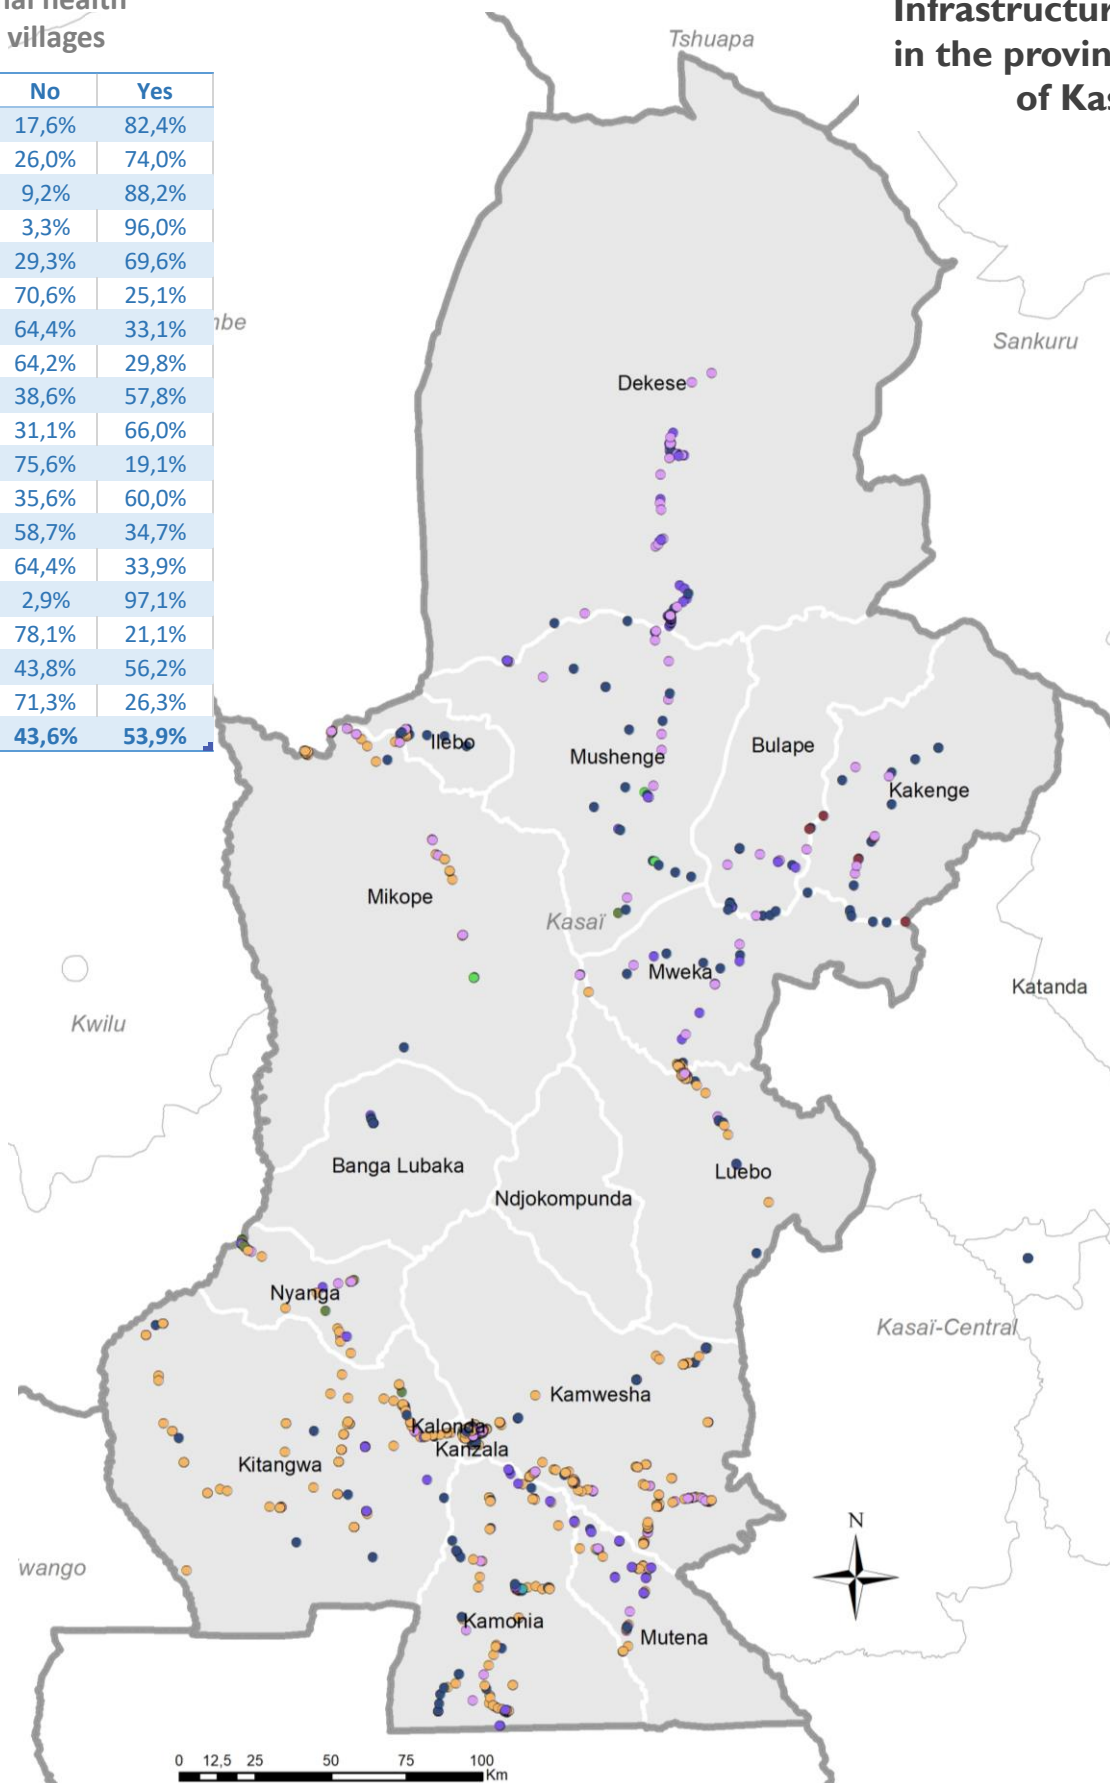 villages
No Yes
17,6% 82,4%
26,0% 74,0%
9,2% 88,2%
3,3% 96,0%
29,3% 69,6%
70,6% 25,1%
64,4% 33,1%
64,2% 29,8%
38,6% 57,8%
31,1% 66,0%
75,6% 19,1%
35,6% 60,0%
58,7% 34,7%
64,4% 33,9%
2,9% 97,1%
78,1% 21,1%
43,8% 56,2%
71,3% 26,3%
43,6% 53,9%
in the
of
Tshuapa
Sankuru
Dekese
Ilebo
Mushenge
Bulape
Kakenge
Mikope
Kasaï
Mweka
Katanda
Kwilu
Banga Lubaka
Luebo
Ndjokompunda
Nyanga
Kasaï-Central
Kamwesha
Kalonda
Kanzala
Kitangwa
N
wango
Kamonia
Mutena
0 12,5 25 50 75 100
Km